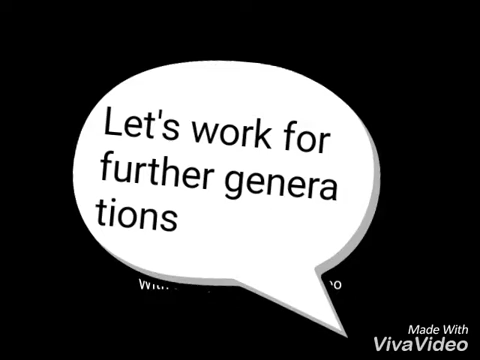 Let's work for
further genera
tions
Made With
VivaVideo